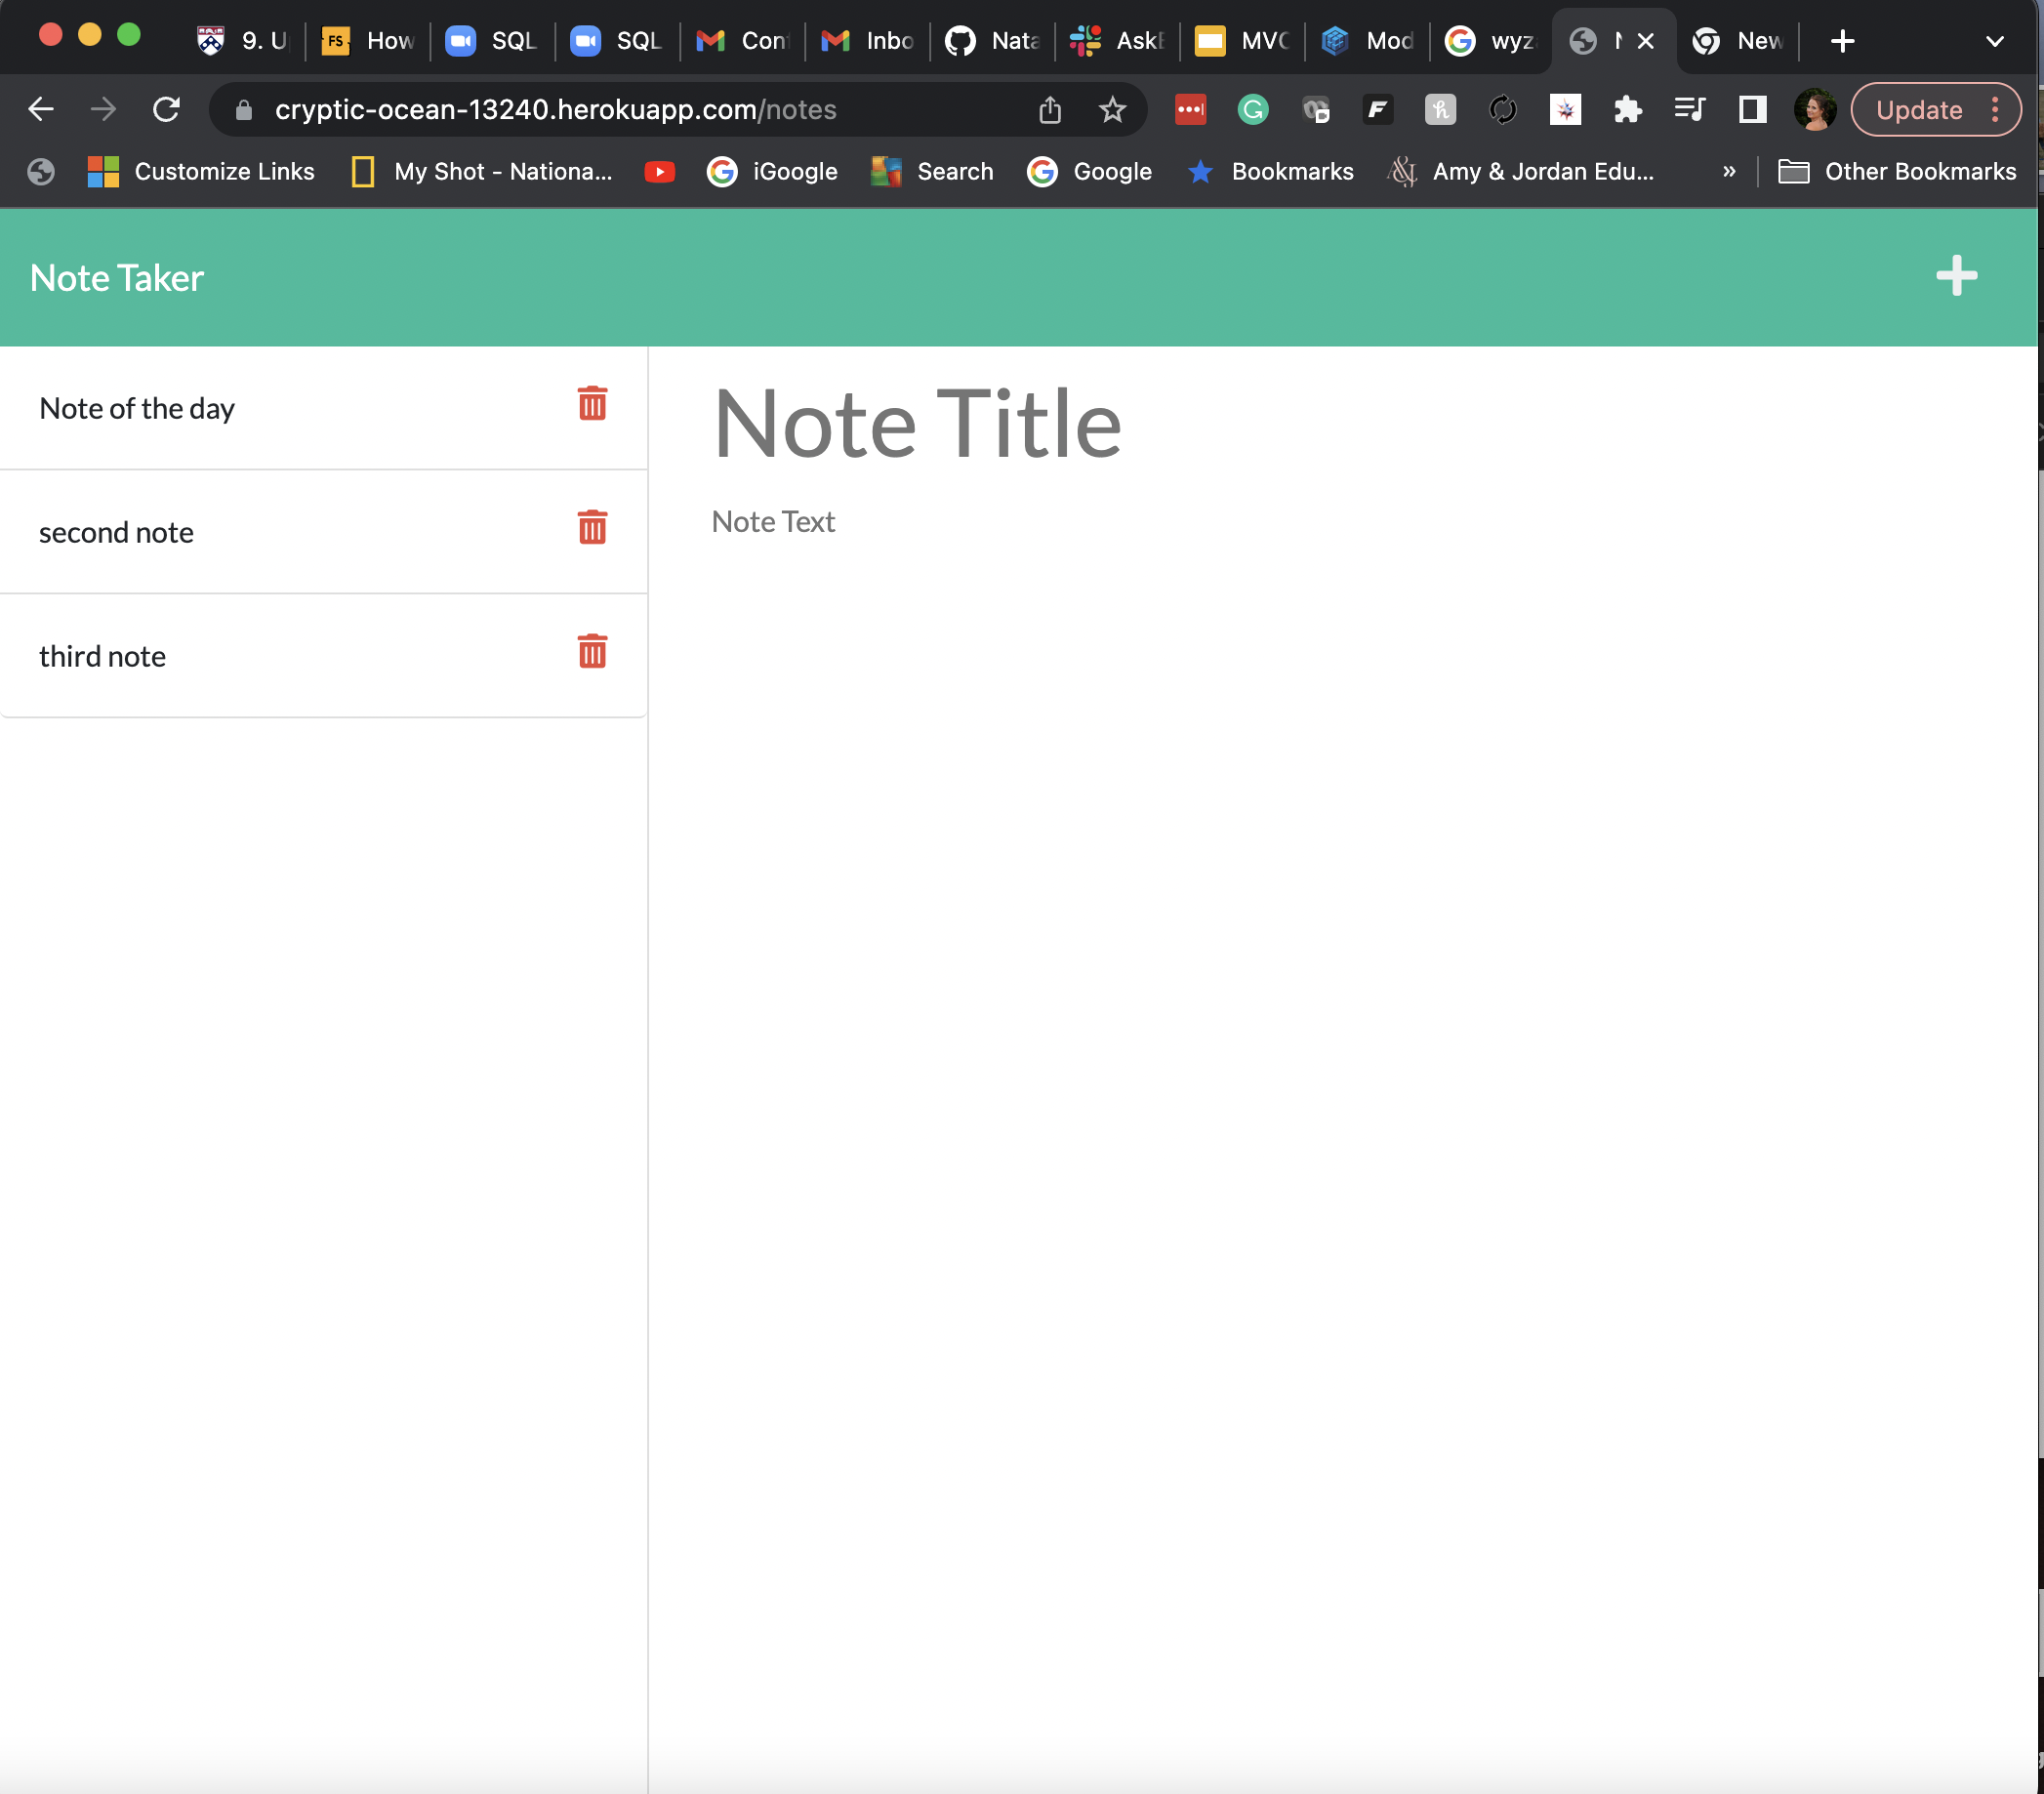 9. U
FS How
SQL
SQL
Con
Inbo
Nata
Ask
MVC
Mod
wyz
New
cryptic-ocean-13240.herokuapp.com/notes
Update
Customize Links
My Shot - Nationa...
iGoogle
Search
Google
Bookmarks
Amy & Jordan Edu...
»
Other Bookmarks
Note Taker
Note of the day
second note
third note
Note Title
Note Text